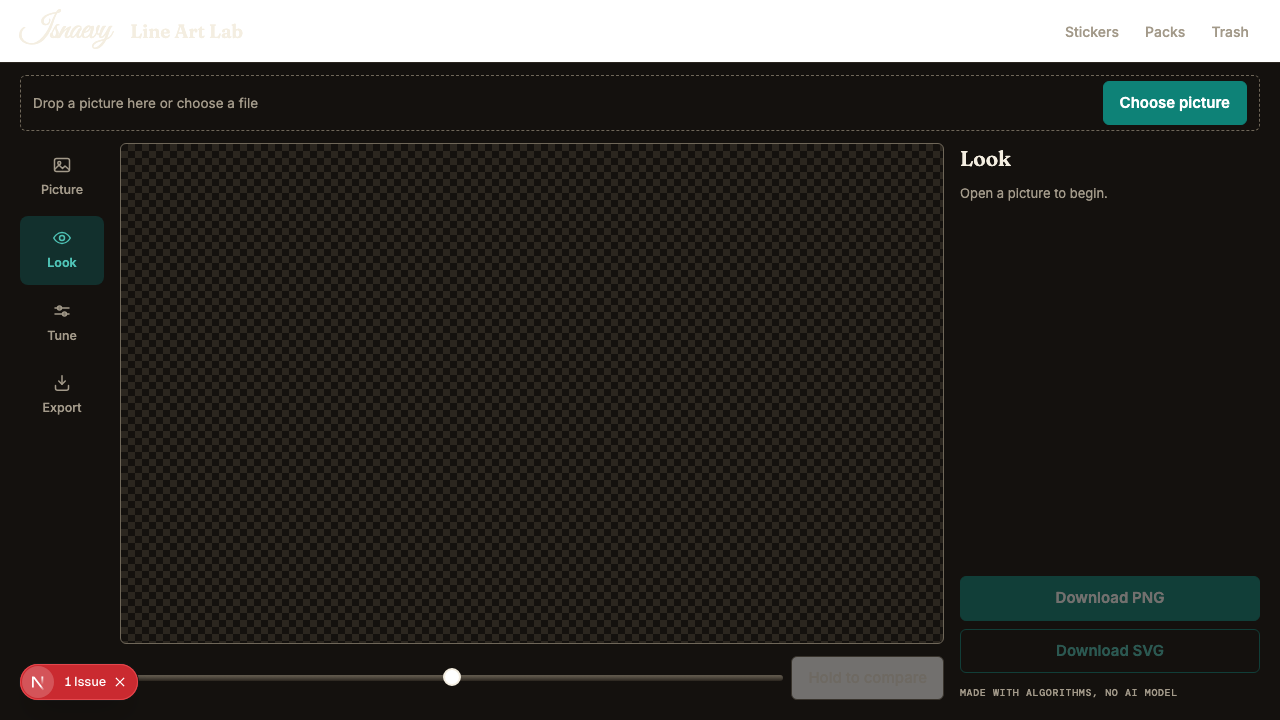 Jsnaevy Line Art Lab
Stickers Packs Trash
Drop a picture here or choose a file
Choose picture
Picture
Look
Tune
Export
Look
Open a picture to begin.
Download PNG
Download SVG
MADE WITH ALGORITHMS, NO AI MODEL
N 1 Issue
Hold to compare